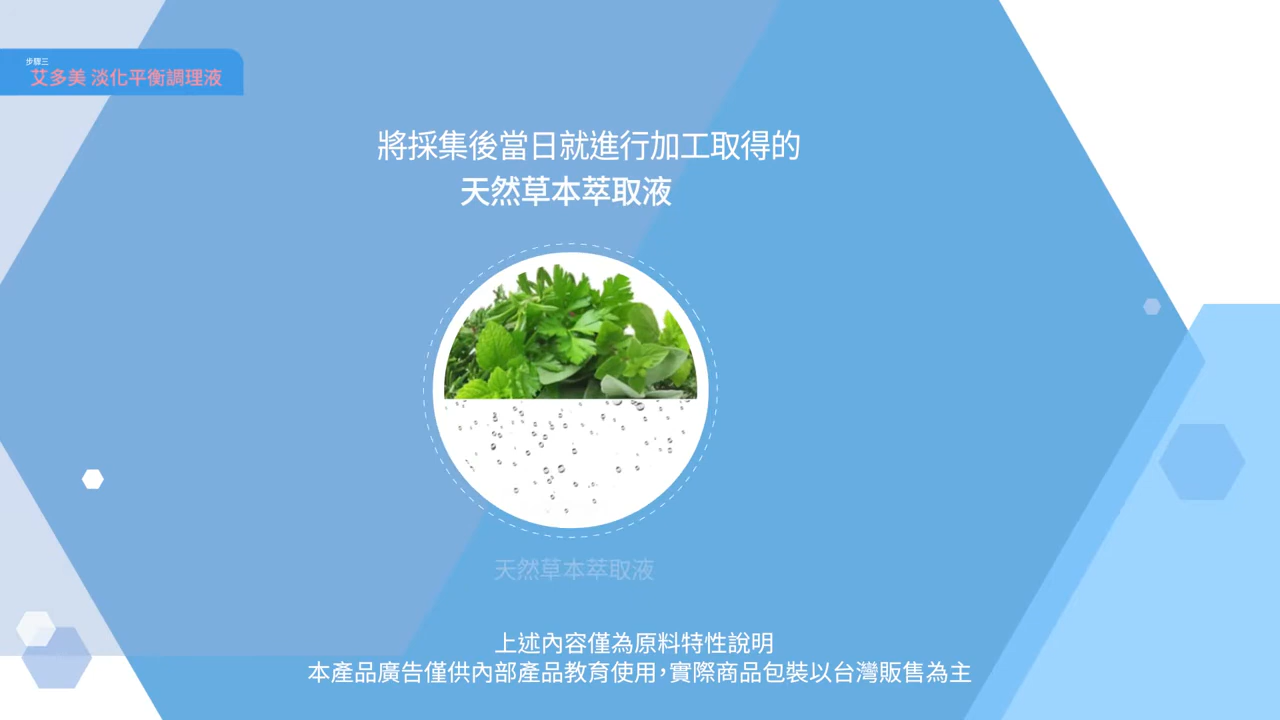 步驟三
艾多美 淡化平衡調理液
將採集後當日就進行加工取得的
天然草本萃取液
天然草本萃取液
上述內容僅為原料特性說明
本產品廣告僅供內部產品教育使用，實際商品包裝以台灣販售為主